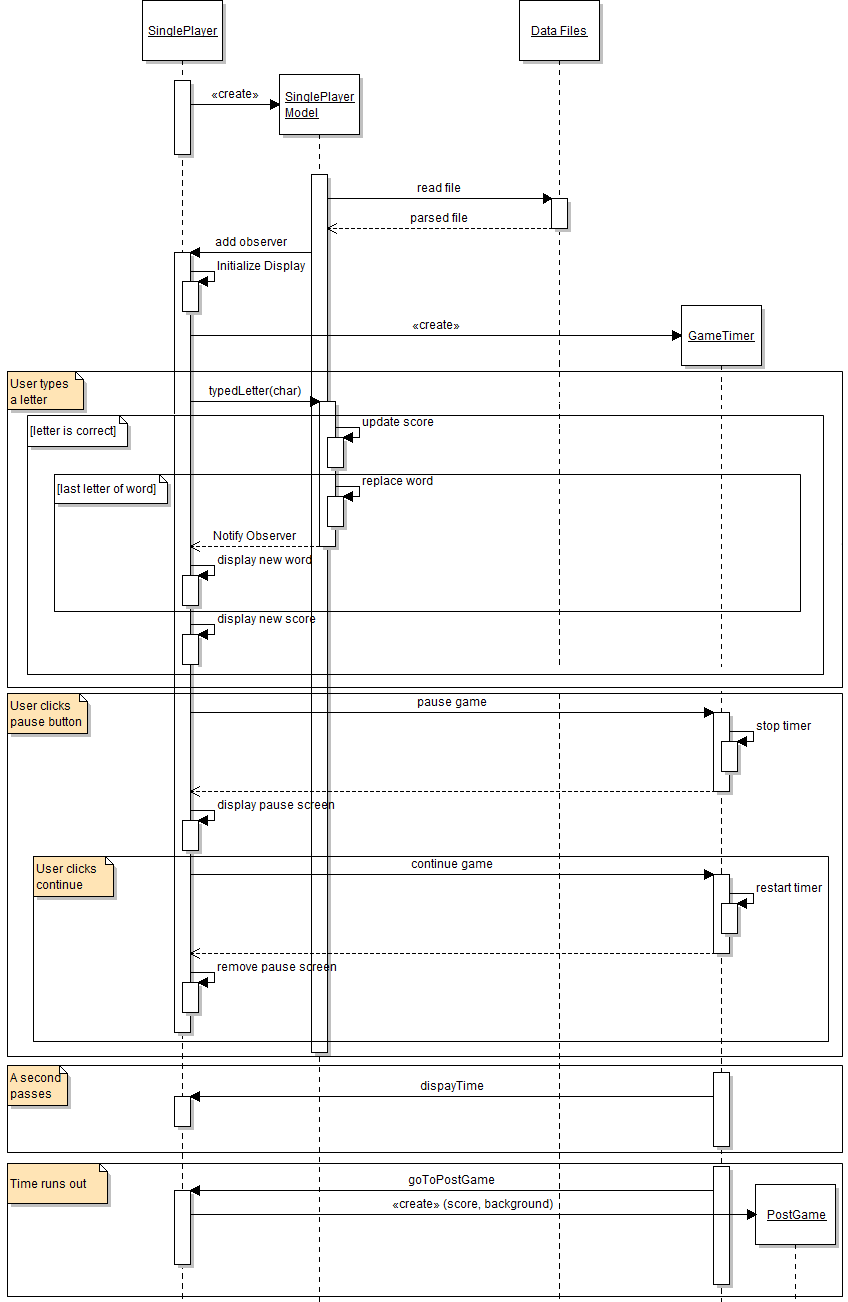 SinglePlayer
Data Files
«create»
SinglePlayer
Model
read file
parsed file
add observer
Initialize Display
«create»
GameTimer
User types
a letter
typedLetter(char)
[letter is correct]
update score
[last letter of word]
replace word
Notify Observer
display new word
display new score
User clicks
pause button
pause game
stop timer
display pause screen
User clicks
continue
continue game
restart timer
remove pause screen
A second
passes
dispayTime
Time runs out
goToPostGame
«create» (score, background)
PostGame